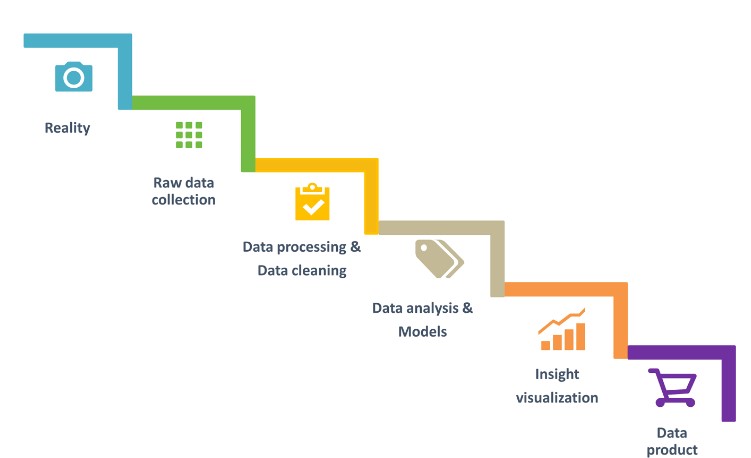 Reality
Raw data
collection
Data processing &
Data cleaning
Data analysis &
Models
Insight
visualization
Data
product